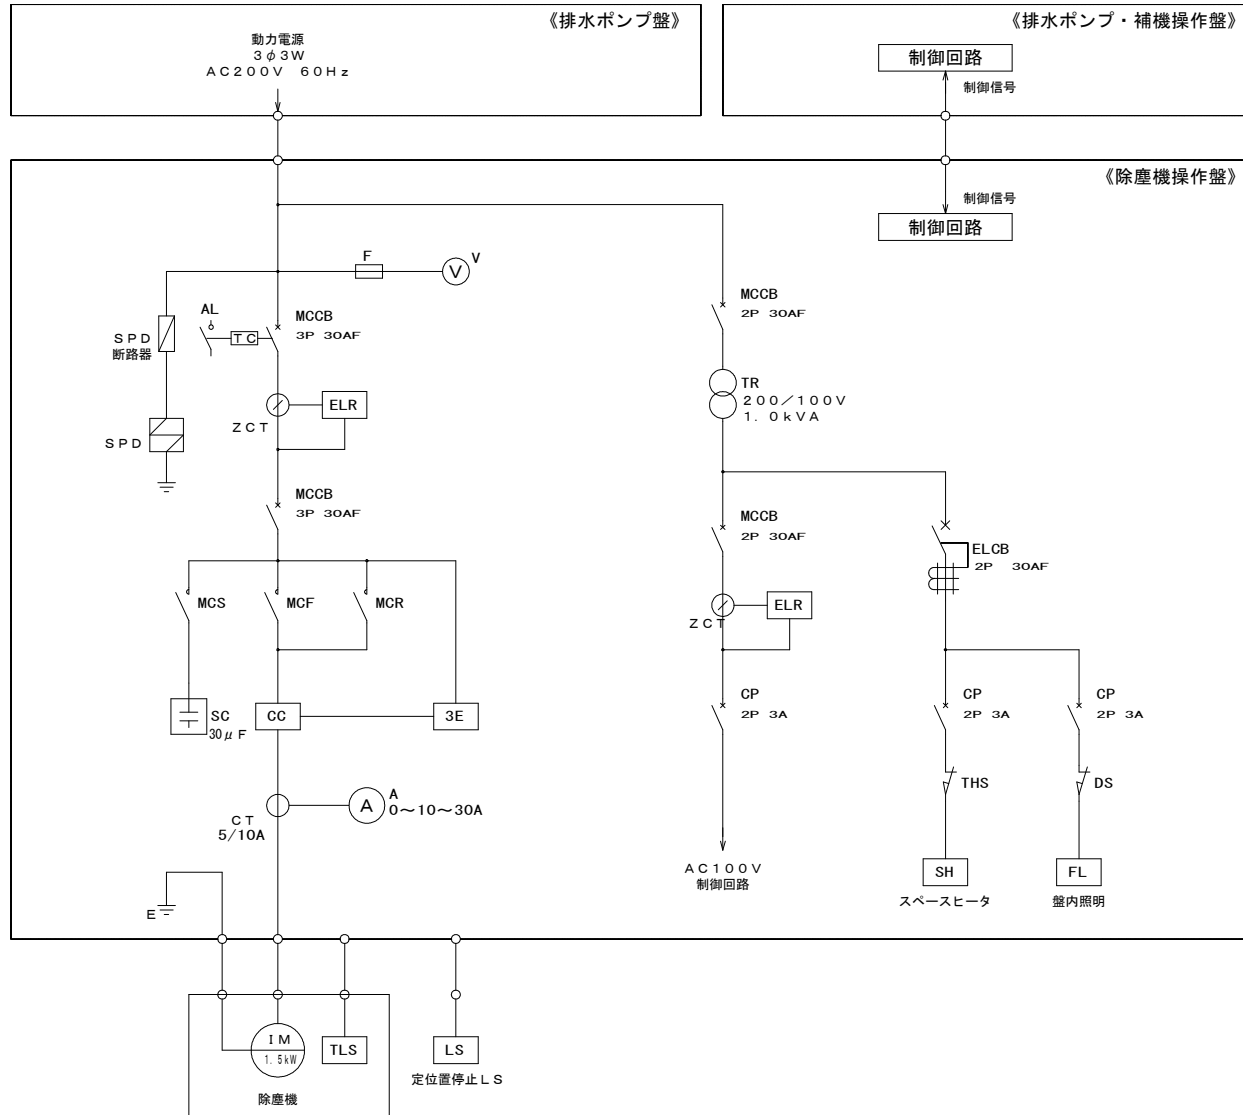 《排水ポンプ盤》
動力電源
3φ3W
AC200V 60Hz
《排水ポンプ・補機操作盤》
制御回路
制御信号
《除塵機操作盤》
制御信号
制御回路
F
V
V
AL
TC
MCCB
3P 30AF
SPD
断路器
ZCT
ELR
SPD
MCCB
3P 30AF
MCS
MCF
MCR
SC
30μF
CC
3E
CT
5/10A
A
A
0~10~30A
E
MCCB
2P 30AF
TR
200/100V
1.0kVA
MCCB
2P 30AF
ELCB
2P 30AF
ZCT
ELR
CP
2P 3A
CP
2P 3A
CP
2P 3A
THS
DS
AC100V
制御回路
SH
スペースヒータ
FL
盤内照明
IM
1.5kW
除塵機
TLS
LS
定位置停止LS